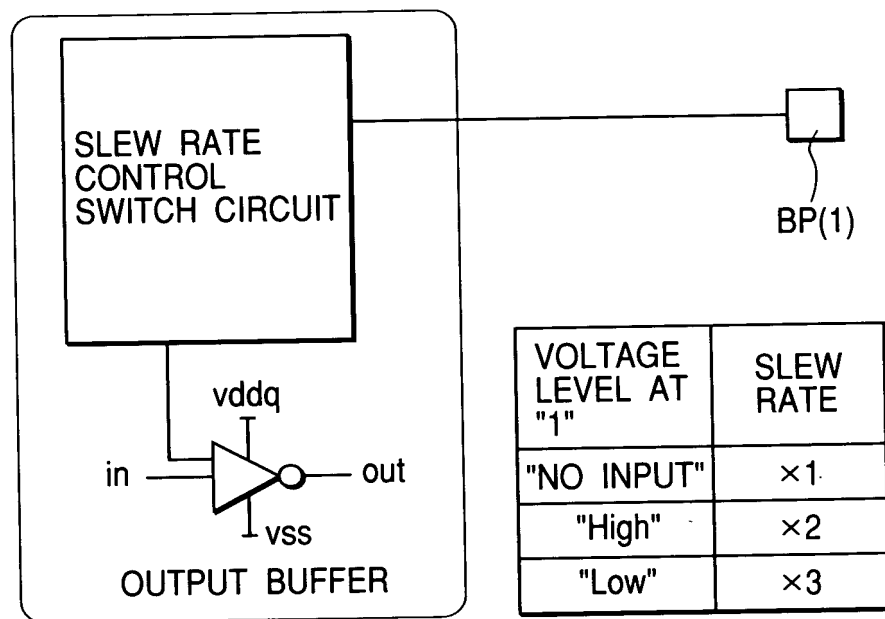 SLEW RATE
CONTROL
SWITCH CIRCUIT
BP(1)
vddq
in
out
vss
OUTPUT BUFFER
VOLTAGE LEVEL AT "1" SLEW RATE
"NO INPUT" ×1
"High" ×2
"Low" ×3